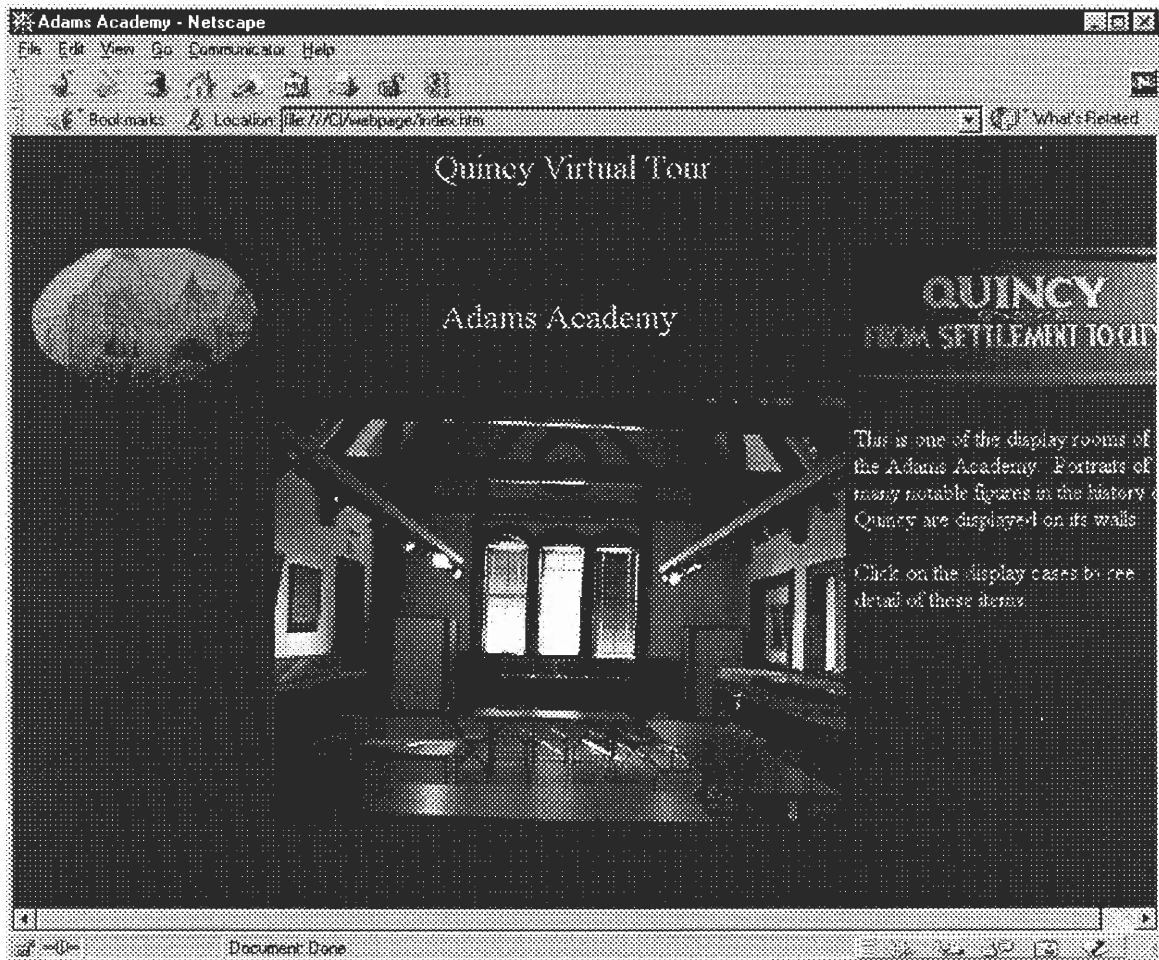 Adams Academy - Netscape
File Edit View Go Communicator Help
Bookmarks Location: file:///C|/webpage/index.htm What's Related
Quincy Virtual Tour
Adams Academy
QUINCY
FROM SETTLEMENT TO CIT
This is one of the display rooms of
the Adams Academy. Portraits of
many notable figures in the history o
Quincy are displayed on its walls
Click on the display cases to see
detail of those items
Document: Done